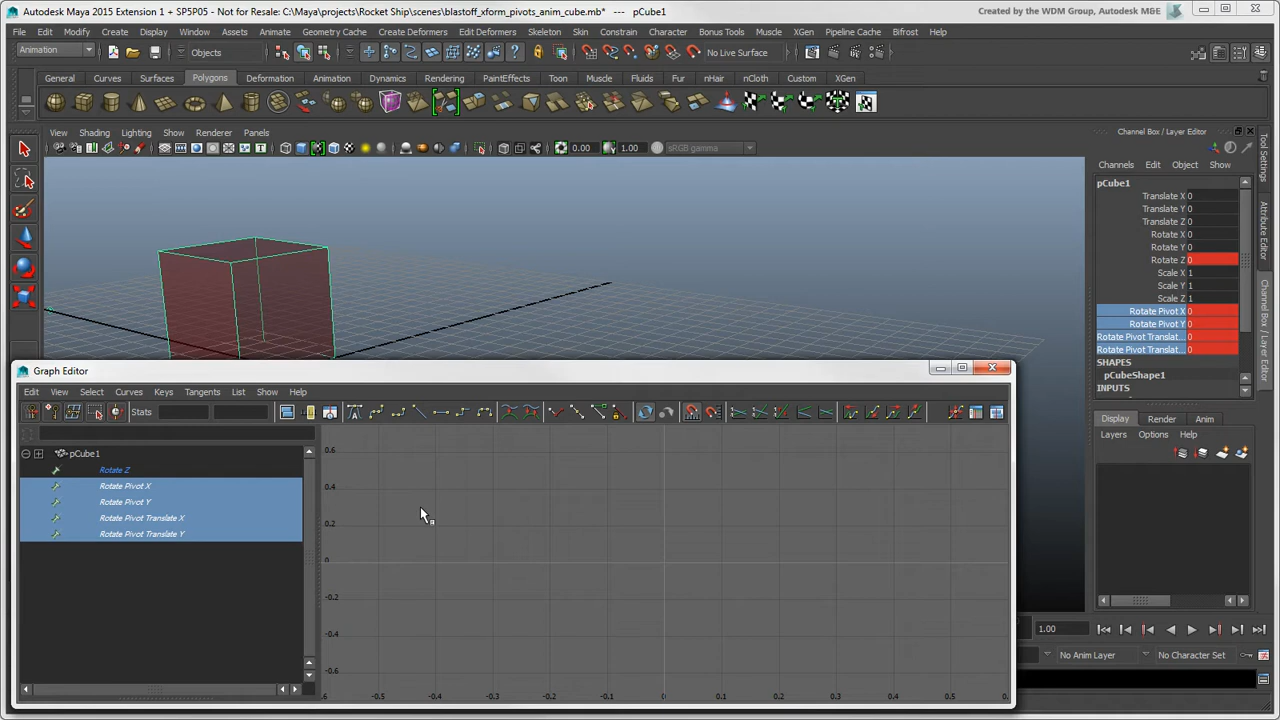 Autodesk Maya 2015 Extension 1 + SP5P05 - Not for Resale: C:\Maya\projects\Rocket Ship\scenes\blastoff_xform_pivots_anim_cube.mb* --- pCube1
Created by the WDM Group, Autodesk M&E
File Edit Modify Create Display Window Assets Animate Geometry Cache Create Deformers Edit Deformers Skeleton Skin Constrain Character Bonus Tools Muscle XGen Pipeline Cache Bifrost Help
Animation Objects No Live Surface
General Curves Surfaces Polygons Deformation Animation Dynamics Rendering PaintEffects Toon Muscle Fluids Fur nHair nCloth Custom XGen
View Shading Lighting Show Renderer Panels
0.00 1.00 sRGB gamma
Channel Box / Layer Editor
Channels Edit Object Show
pCube1
Translate X 0
Translate Y 0
Translate Z 0
Rotate X 0
Rotate Y 0
Rotate Z 0
Scale X 1
Scale Y 1
Scale Z 1
Rotate Pivot X 0
Rotate Pivot Y 0
Rotate Pivot Translat... 0
Rotate Pivot Translat... 0
SHAPES
pCubeShape1
INPUTS
Tool Settings
Attribute Editor
Channel Box / Layer Editor
Display Render Anim
Layers Options Help
Graph Editor
Edit View Select Curves Keys Tangents List Show Help
Stats
pCube1
Rotate Z
Rotate Pivot X
Rotate Pivot Y
Rotate Pivot Translate X
Rotate Pivot Translate Y
0.6
0.4
0.2
0
-0.2
-0.4
-0.6
-0.5 -0.4 -0.3 -0.2 -0.1 0 0.1 0.2 0.3 0.4 0.5
1.00
No Anim Layer No Character Set